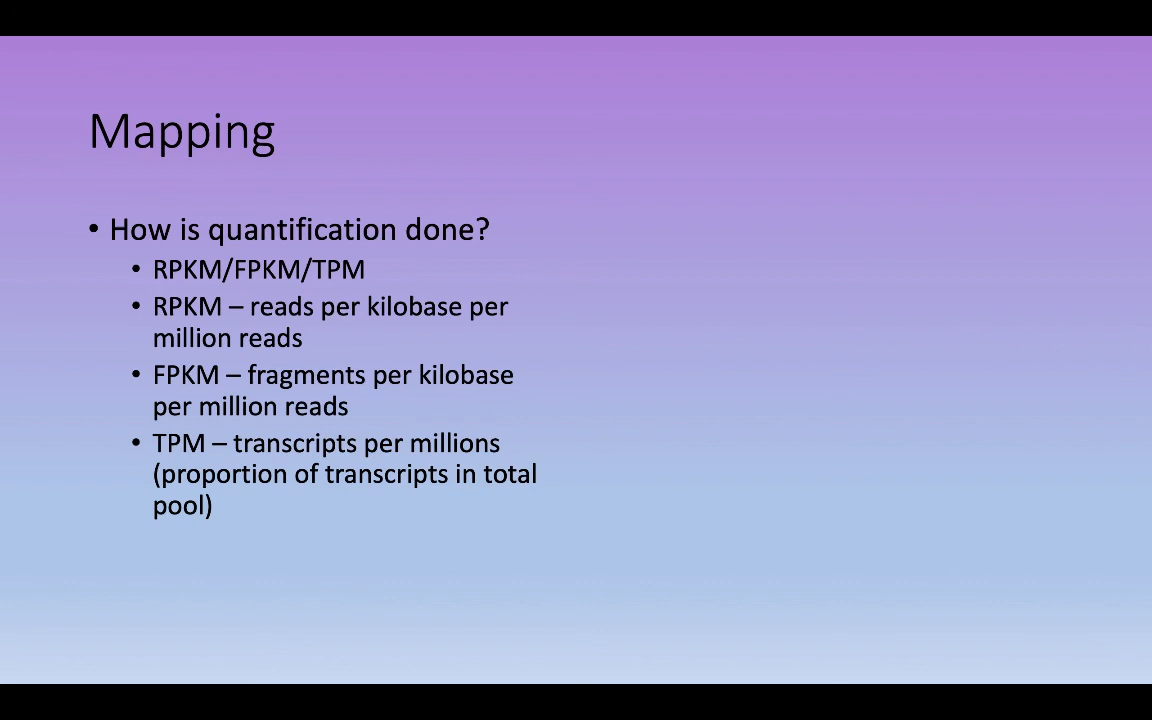 Mapping
• How is quantification done?
• RPKM/FPKM/TPM
• RPKM – reads per kilobase per
million reads
• FPKM – fragments per kilobase
per million reads
• TPM – transcripts per millions
(proportion of transcripts in total
pool)